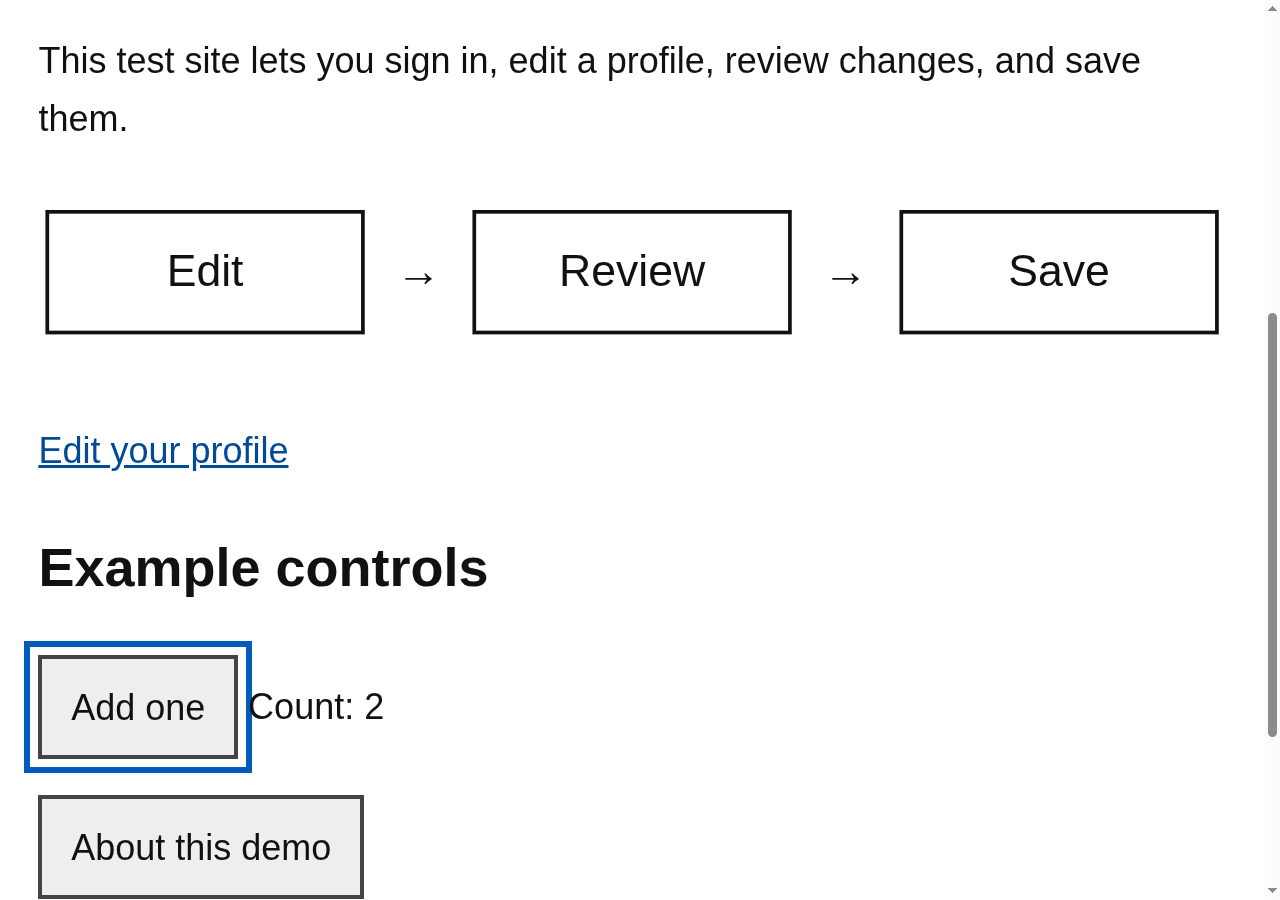 This test site lets you sign in, edit a profile, review changes, and save
them.
Edit → Review → Save
Edit your profile
Example controls
Add one Count: 2
About this demo